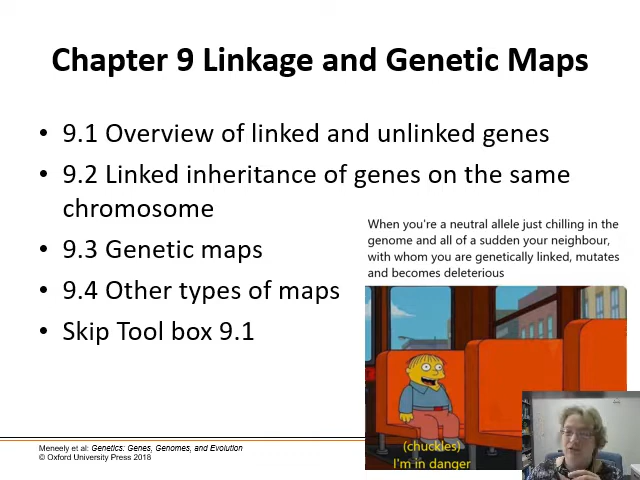 Chapter 9 Linkage and Genetic Maps
• 9.1 Overview of linked and unlinked genes
• 9.2 Linked inheritance of genes on the same
chromosome
• 9.3 Genetic maps
• 9.4 Other types of maps
• Skip Tool box 9.1
When you're a neutral allele just chilling in the
genome and all of a sudden your neighbour,
with whom you are genetically linked, mutates
and becomes deleterious
(chuckles)
I'm in danger
Meneely et al: Genetics: Genes, Genomes, and Evolution
© Oxford University Press 2018